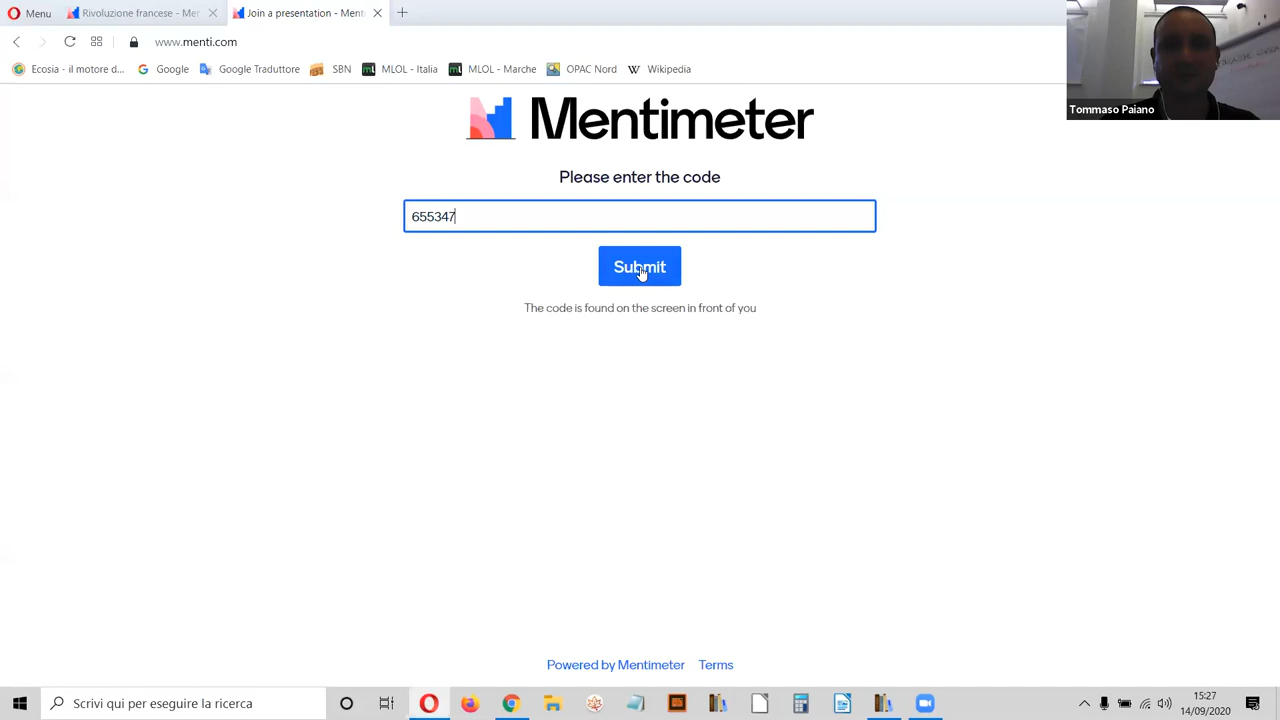 Menu
Rivoluzione francese - Mer
Join a presentation - Ment
www.menti.com
Ecosia - il motore d...
Google
Google Traduttore
SBN
MLOL - Italia
MLOL - Marche
OPAC Nord
Wikipedia
Tommaso Paiano
Mentimeter
Please enter the code
655347
Submit
The code is found on the screen in front of you
Powered by Mentimeter
Terms
Scrivi qui per eseguire la ricerca
15:27
14/09/2020